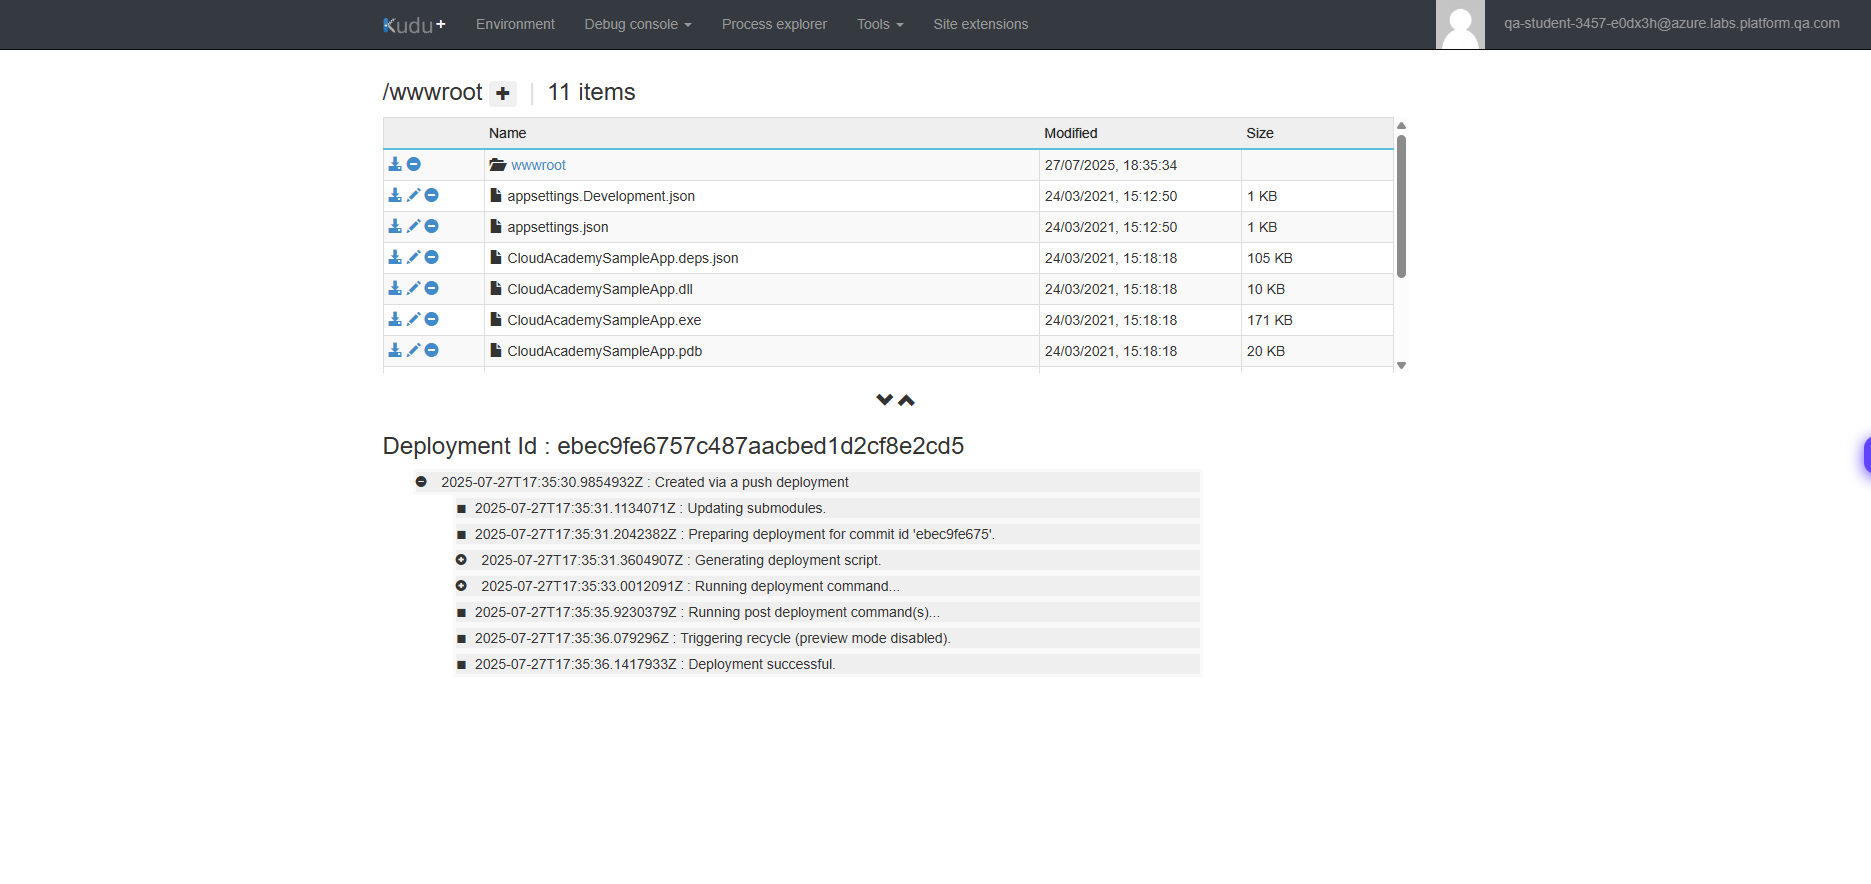 Kudu+ Environment Debug console Process explorer Tools Site extensions qa-student-3457-e0dx3h@azure.labs.platform.qa.com
/wwwroot 11 items
Name Modified Size
wwwroot 27/07/2025, 18:35:34
appsettings.Development.json 24/03/2021, 15:12:50 1 KB
appsettings.json 24/03/2021, 15:12:50 1 KB
CloudAcademySampleApp.deps.json 24/03/2021, 15:18:18 105 KB
CloudAcademySampleApp.dll 24/03/2021, 15:18:18 10 KB
CloudAcademySampleApp.exe 24/03/2021, 15:18:18 171 KB
CloudAcademySampleApp.pdb 24/03/2021, 15:18:18 20 KB
Deployment Id : ebec9fe6757c487aacbed1d2cf8e2cd5
2025-07-27T17:35:30.9854932Z : Created via a push deployment
2025-07-27T17:35:31.1134071Z : Updating submodules.
2025-07-27T17:35:31.2042382Z : Preparing deployment for commit id 'ebec9fe675'.
2025-07-27T17:35:31.3604907Z : Generating deployment script.
2025-07-27T17:35:33.0012091Z : Running deployment command...
2025-07-27T17:35:35.9230379Z : Running post deployment command(s)...
2025-07-27T17:35:36.079296Z : Triggering recycle (preview mode disabled).
2025-07-27T17:35:36.1417933Z : Deployment successful.